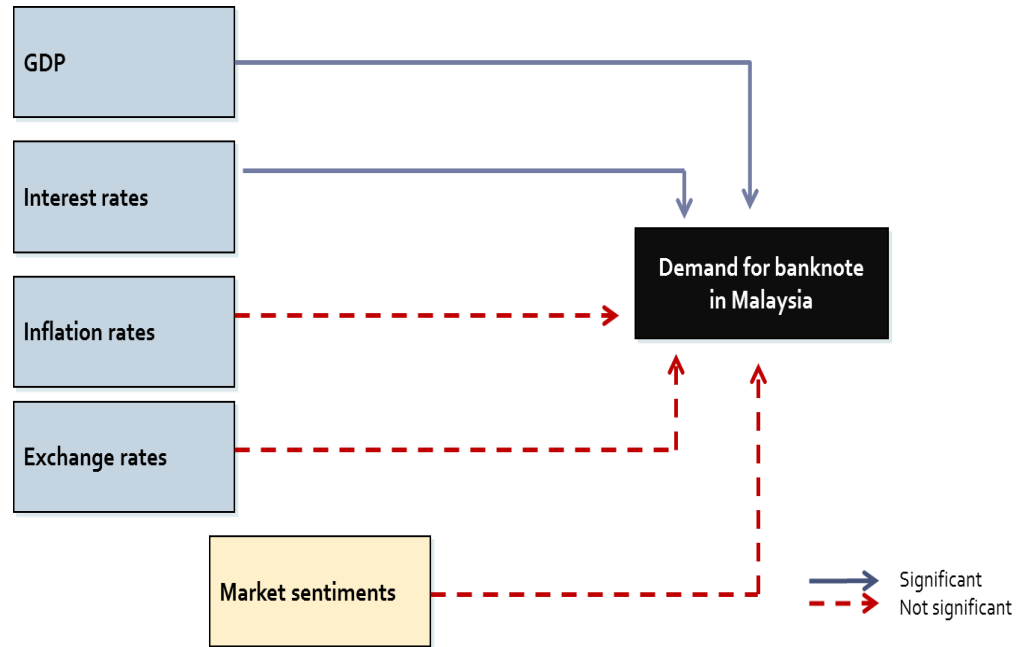 GDP
Interest rates
Inflation rates
Exchange rates
Market sentiments
Demand for banknote
in Malaysia
Significant
Not significant